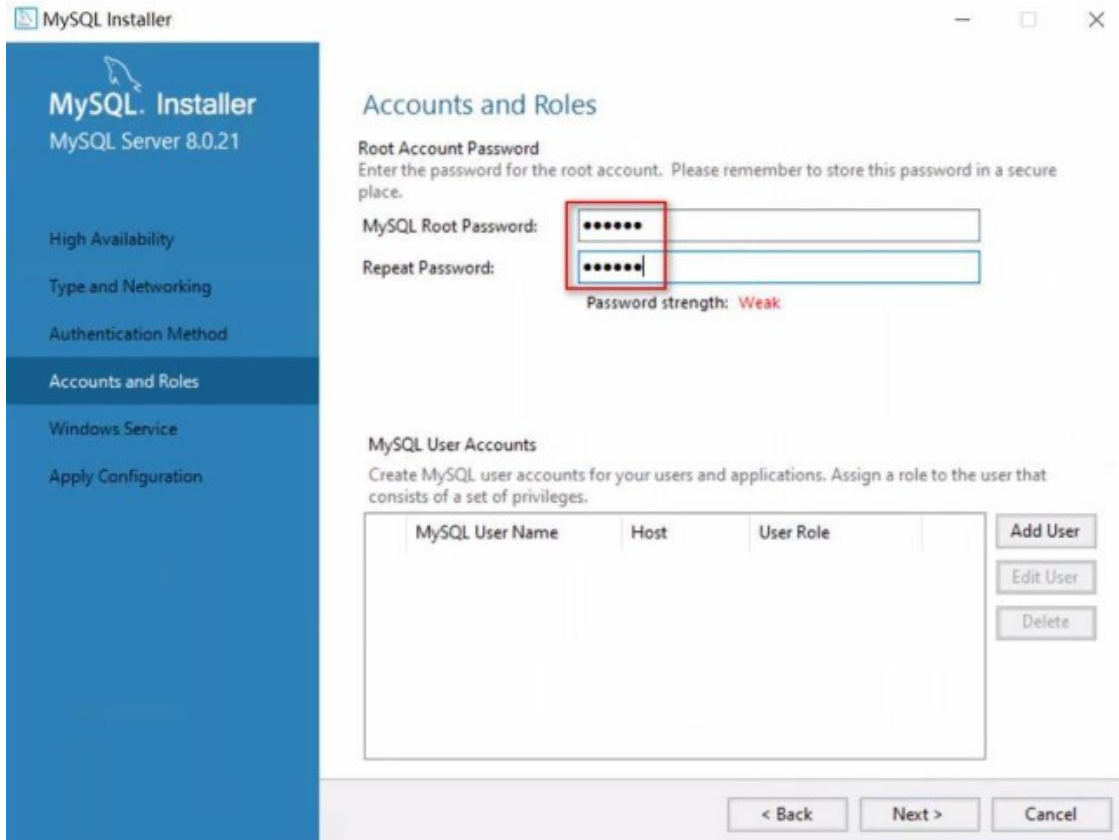 MySQL Installer
MySQL. Installer
MySQL Server 8.0.21
High Availability
Type and Networking
Authentication Method
Accounts and Roles
Windows Service
Apply Configuration
Accounts and Roles
Root Account Password
Enter the password for the root account. Please remember to store this password in a secure
place.
MySQL Root Password: ●●●●●●
Repeat Password: ●●●●●●
Password strength: Weak
MySQL User Accounts
Create MySQL user accounts for your users and applications. Assign a role to the user that
consists of a set of privileges.
MySQL User Name Host User Role
Add User
Edit User
Delete
< Back Next > Cancel